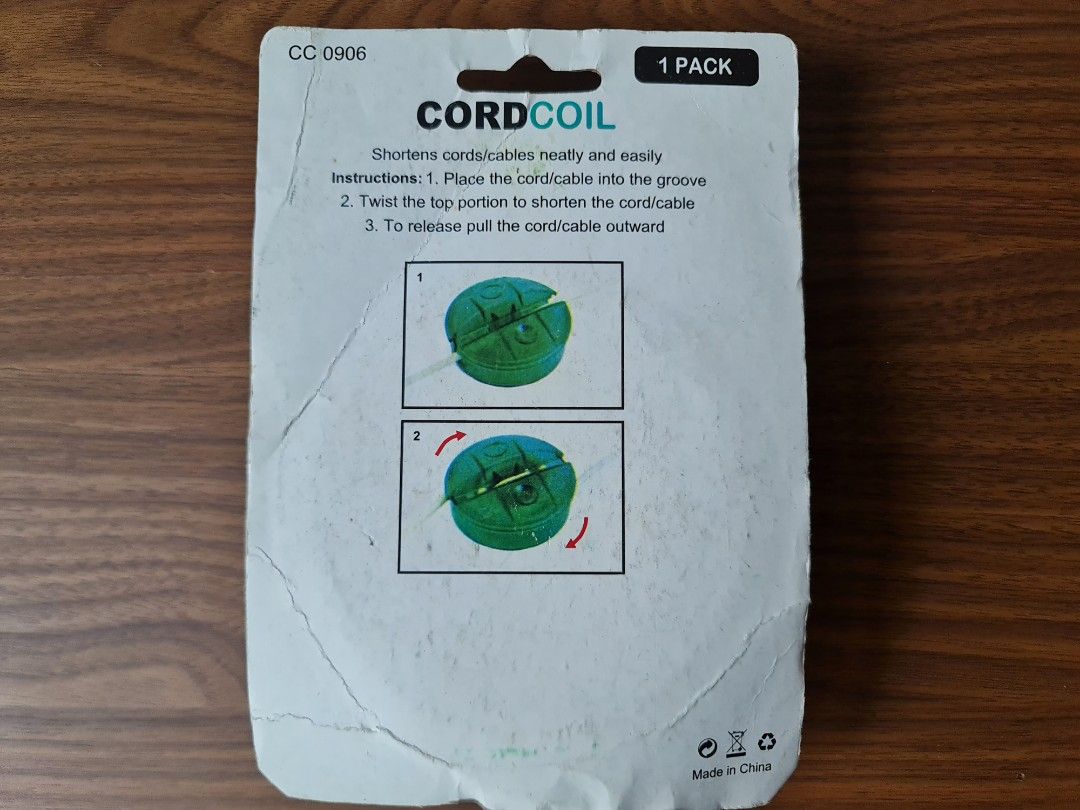 CC 0906
1 PACK
CORDCOIL
Shortens cords/cables neatly and easily
Instructions: 1. Place the cord/cable into the groove
2. Twist the top portion to shorten the cord/cable
3. To release pull the cord/cable outward
1
2
Made in China